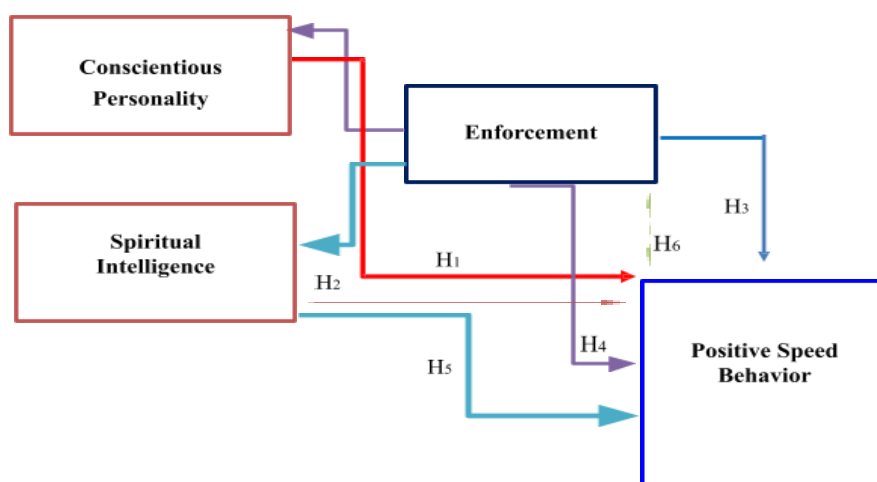 Conscientious
Personality
Enforcement
H3
Spiritual
Intelligence
H6
H1
H2
H4
Positive Speed
Behavior
H5